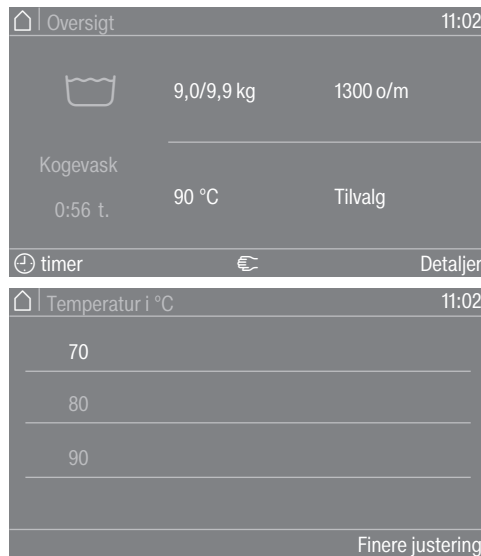 Oversigt 11:02
9,0/9,9 kg 1300 o/m
Kogevask
90 °C Tilvalg
0:56 t.
timer Detaljer
Temperatur i °C 11:02
70
80
90
Finere justering